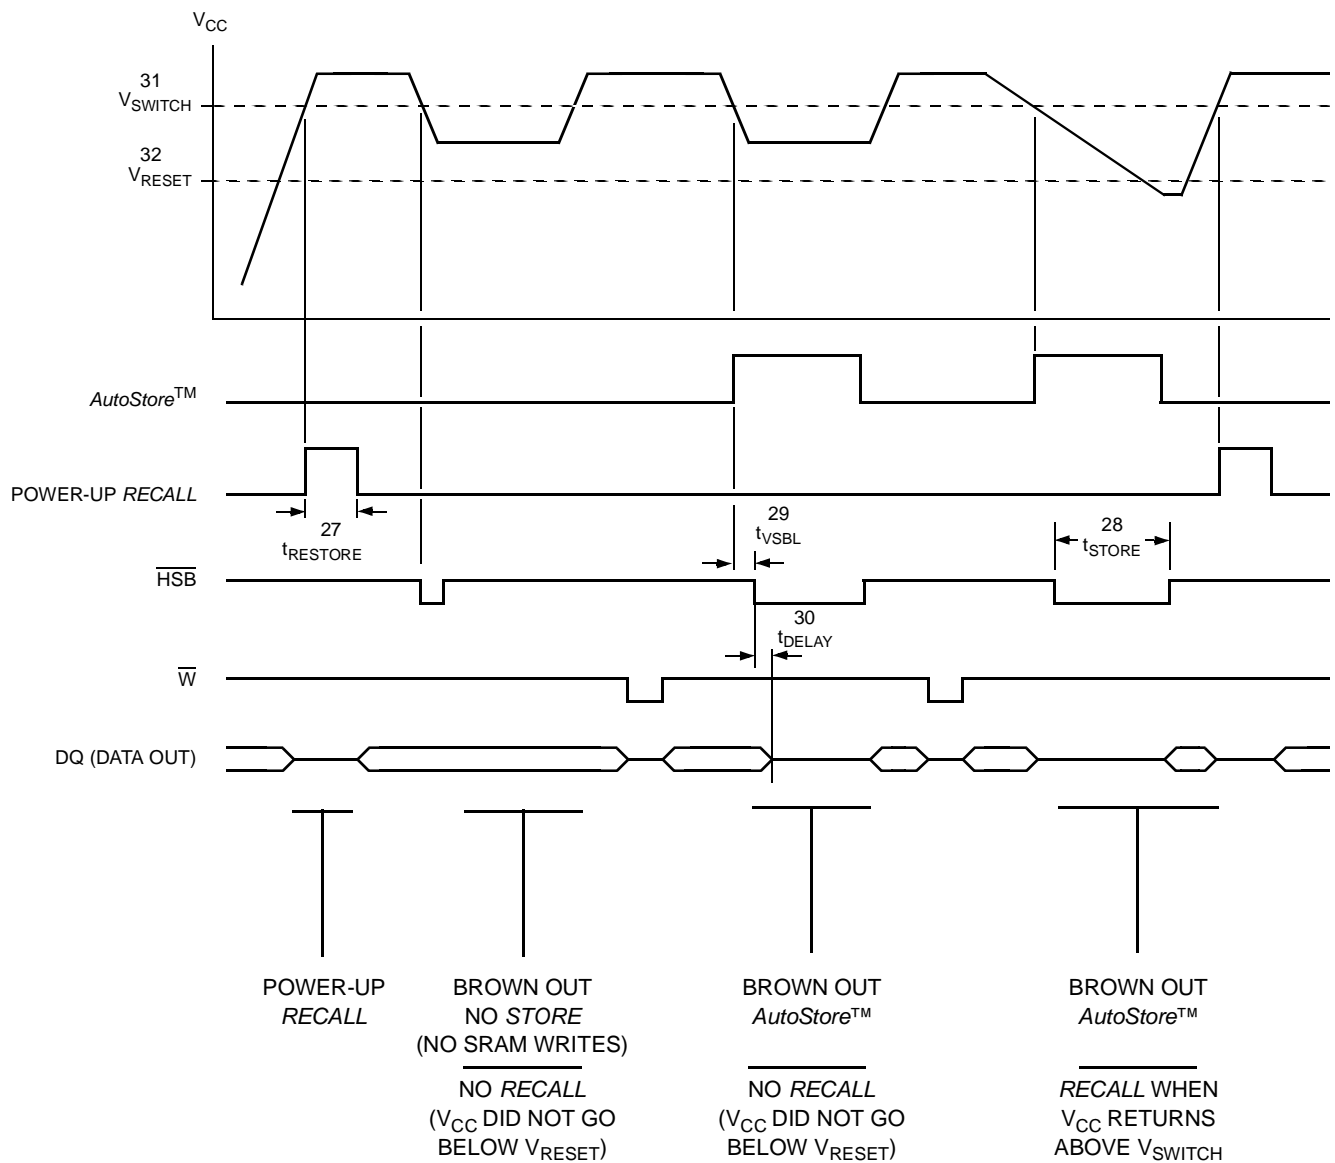 VCC
31
VSWITCH
32
VRESET
AutoStore™
POWER-UP RECALL
27
tRESTORE
29
tVSBL
28
tSTORE
HSB
30
tDELAY
W
DQ (DATA OUT)
POWER-UP
RECALL
BROWN OUT
NO STORE
(NO SRAM WRITES)
NO RECALL
(VCC DID NOT GO
BELOW VRESET)
BROWN OUT
AutoStore™
NO RECALL
(VCC DID NOT GO
BELOW VRESET)
BROWN OUT
AutoStore™
RECALL WHEN
VCC RETURNS
ABOVE VSWITCH